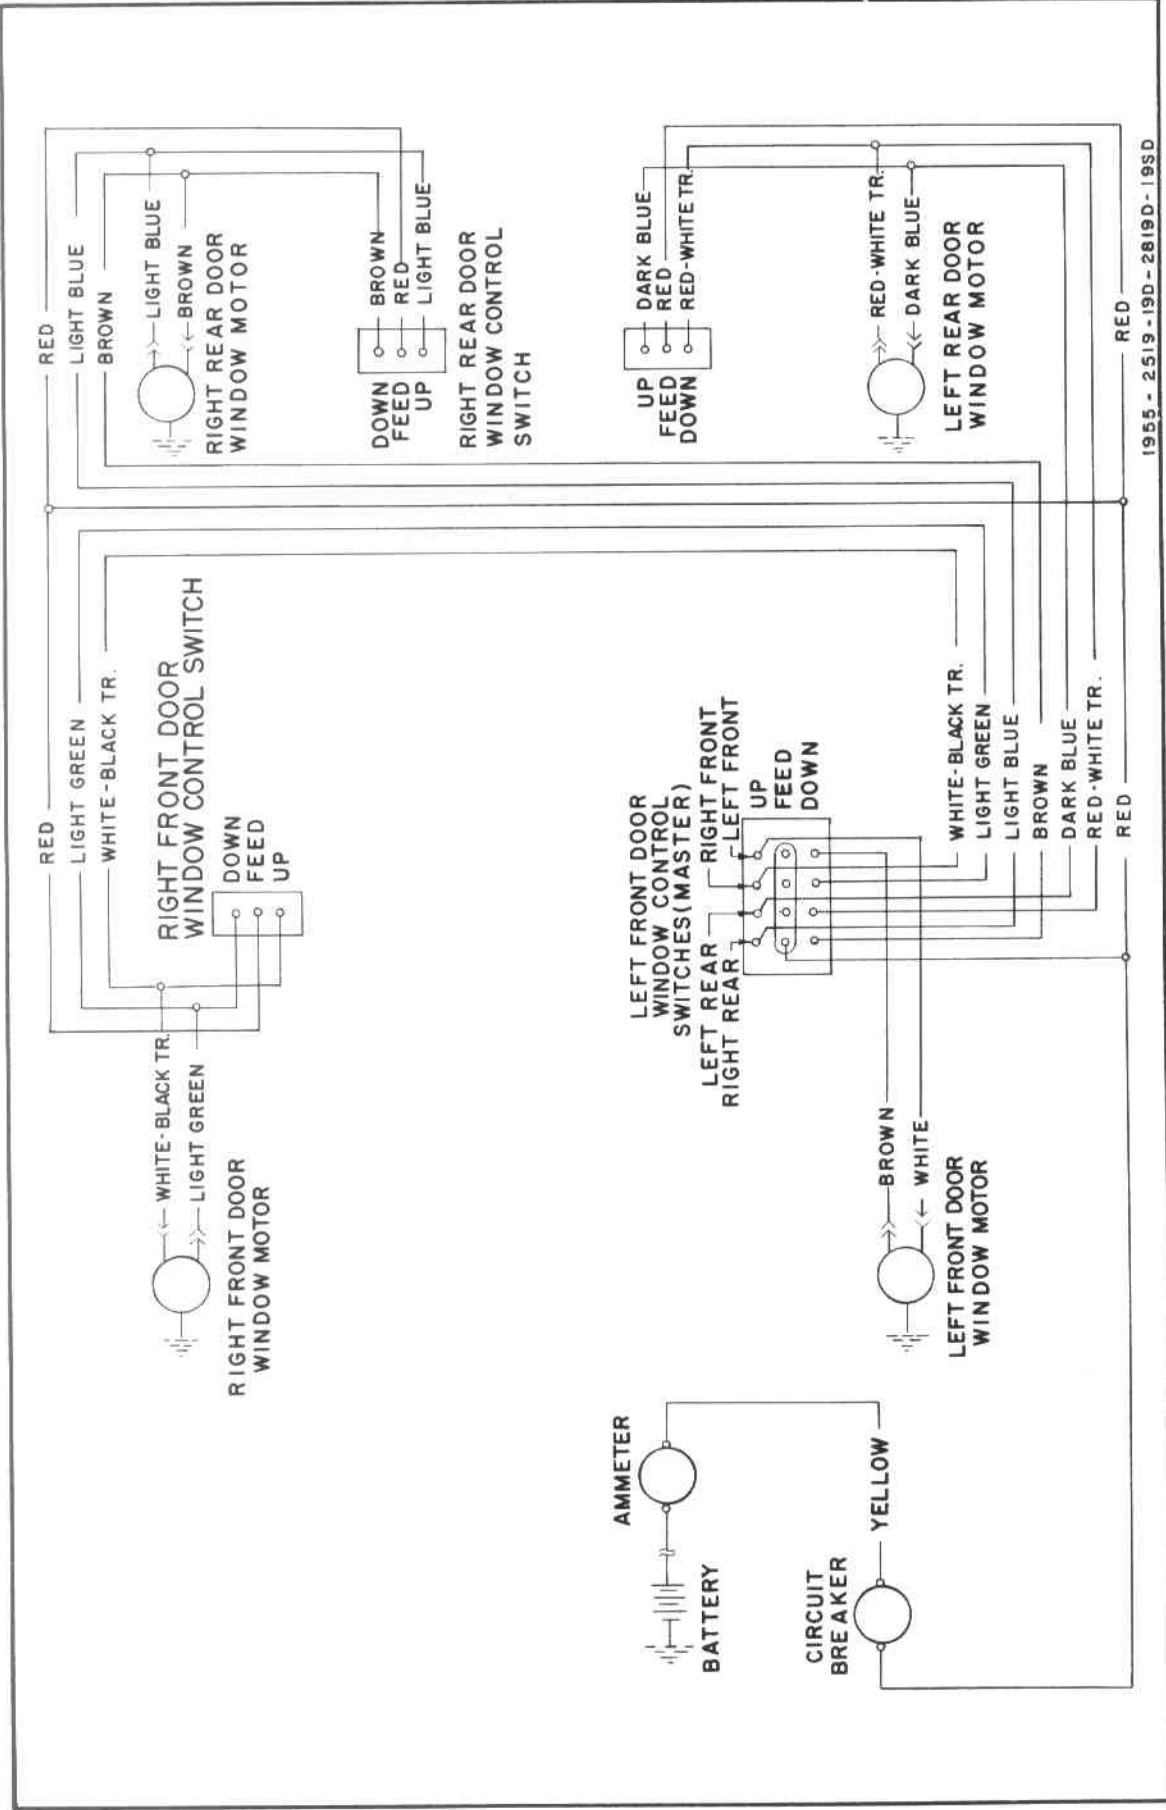 RED
RED
LIGHT GREEN
LIGHT BLUE
WHITE-BLACK TR.
BROWN
WHITE-BLACK TR.
LIGHT GREEN
RIGHT FRONT DOOR
WINDOW MOTOR
RIGHT FRONT DOOR
WINDOW CONTROL SWITCH
DOWN
FEED
UP
LIGHT BLUE
BROWN
RIGHT REAR DOOR
WINDOW MOTOR
DOWN
FEED
UP
BROWN
RED
LIGHT BLUE
RIGHT REAR DOOR
WINDOW CONTROL
SWITCH
AMMETER
BATTERY
CIRCUIT
BREAKER
YELLOW
LEFT FRONT DOOR
WINDOW CONTROL
SWITCHES(MASTER)
LEFT REAR
RIGHT REAR
RIGHT FRONT
LEFT FRONT
UP
FEED
DOWN
BROWN
WHITE
LEFT FRONT DOOR
WINDOW MOTOR
UP
FEED
DOWN
DARK BLUE
RED
RED-WHITE TR.
RED-WHITE TR.
DARK BLUE
LEFT REAR DOOR
WINDOW MOTOR
WHITE-BLACK TR.
LIGHT GREEN
LIGHT BLUE
BROWN
DARK BLUE
RED-WHITE TR.
RED
RED
1955-2519-19D-2819D-19SD